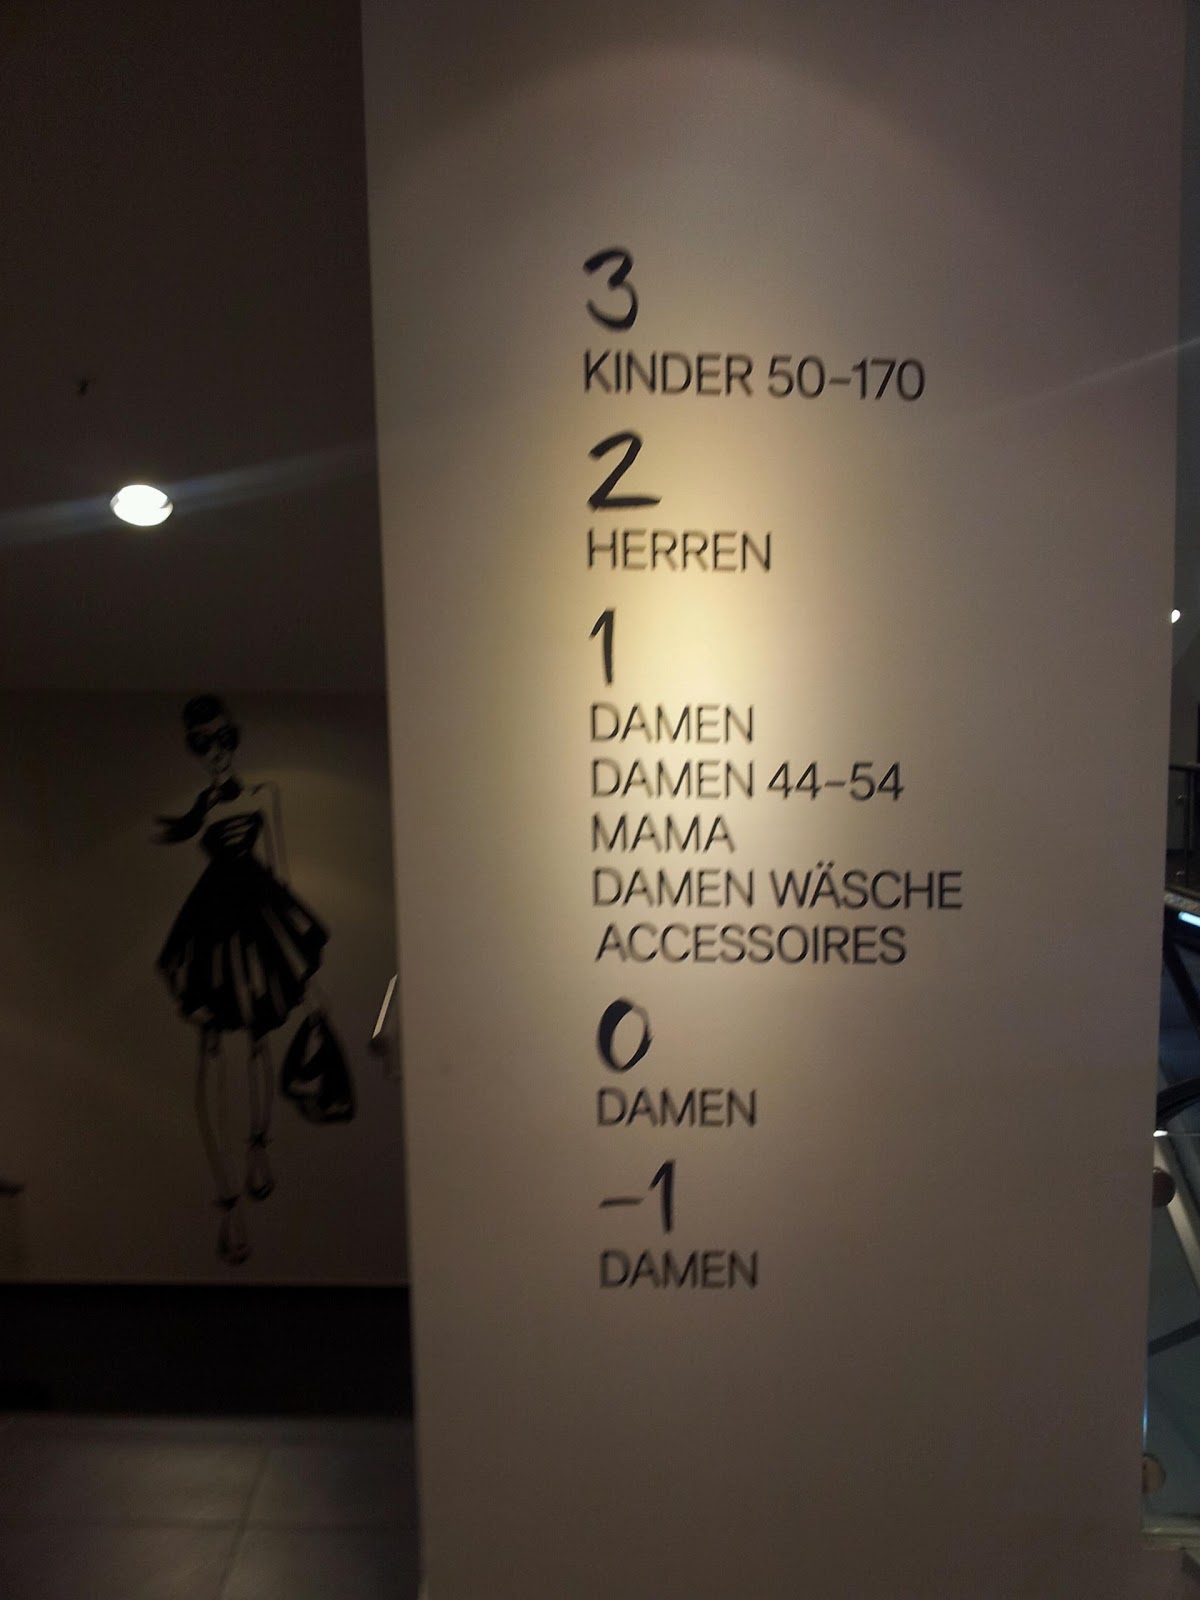 3
KINDER 50-170
2
HERREN
1
DAMEN
DAMEN 44-54
MAMA
DAMEN WÄSCHE
ACCESSOIRES
0
DAMEN
-1
DAMEN